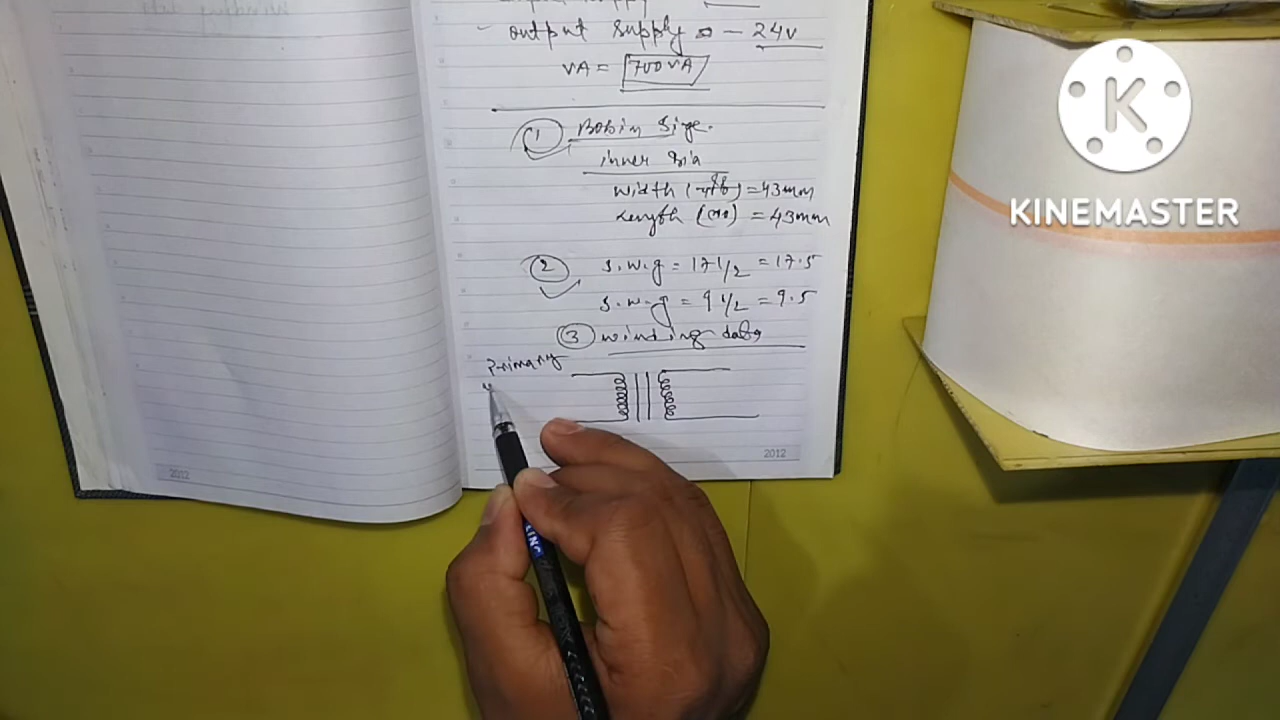 output supply - 24v
VA = 700 VA
1 Bobin Size.
inner Dia
Width ( ) = 43mm
Length ( ) = 43mm
2 S.W.g = 17 1/2 = 17.5
S.W.g = 9 1/2 = 9.5
3 Winding data
Primary
2012
2012
K
KINEMASTER